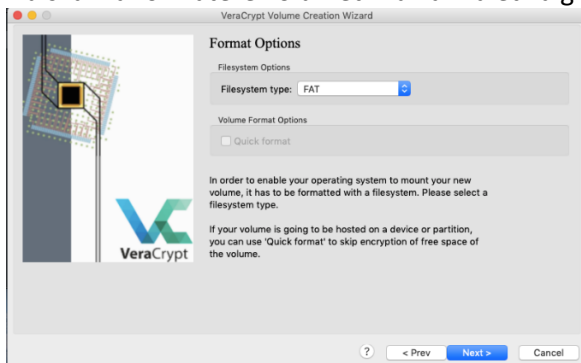 VeraCrypt Volume Creation Wizard
Format Options
Filesystem Options
Filesystem type: FAT
Volume Format Options
Quick format
In order to enable your operating system to mount your new
volume, it has to be formatted with a filesystem. Please select a
filesystem type.
If your volume is going to be hosted on a device or partition,
you can use 'Quick format' to skip encryption of free space of
the volume.
VeraCrypt
? < Prev Next > Cancel